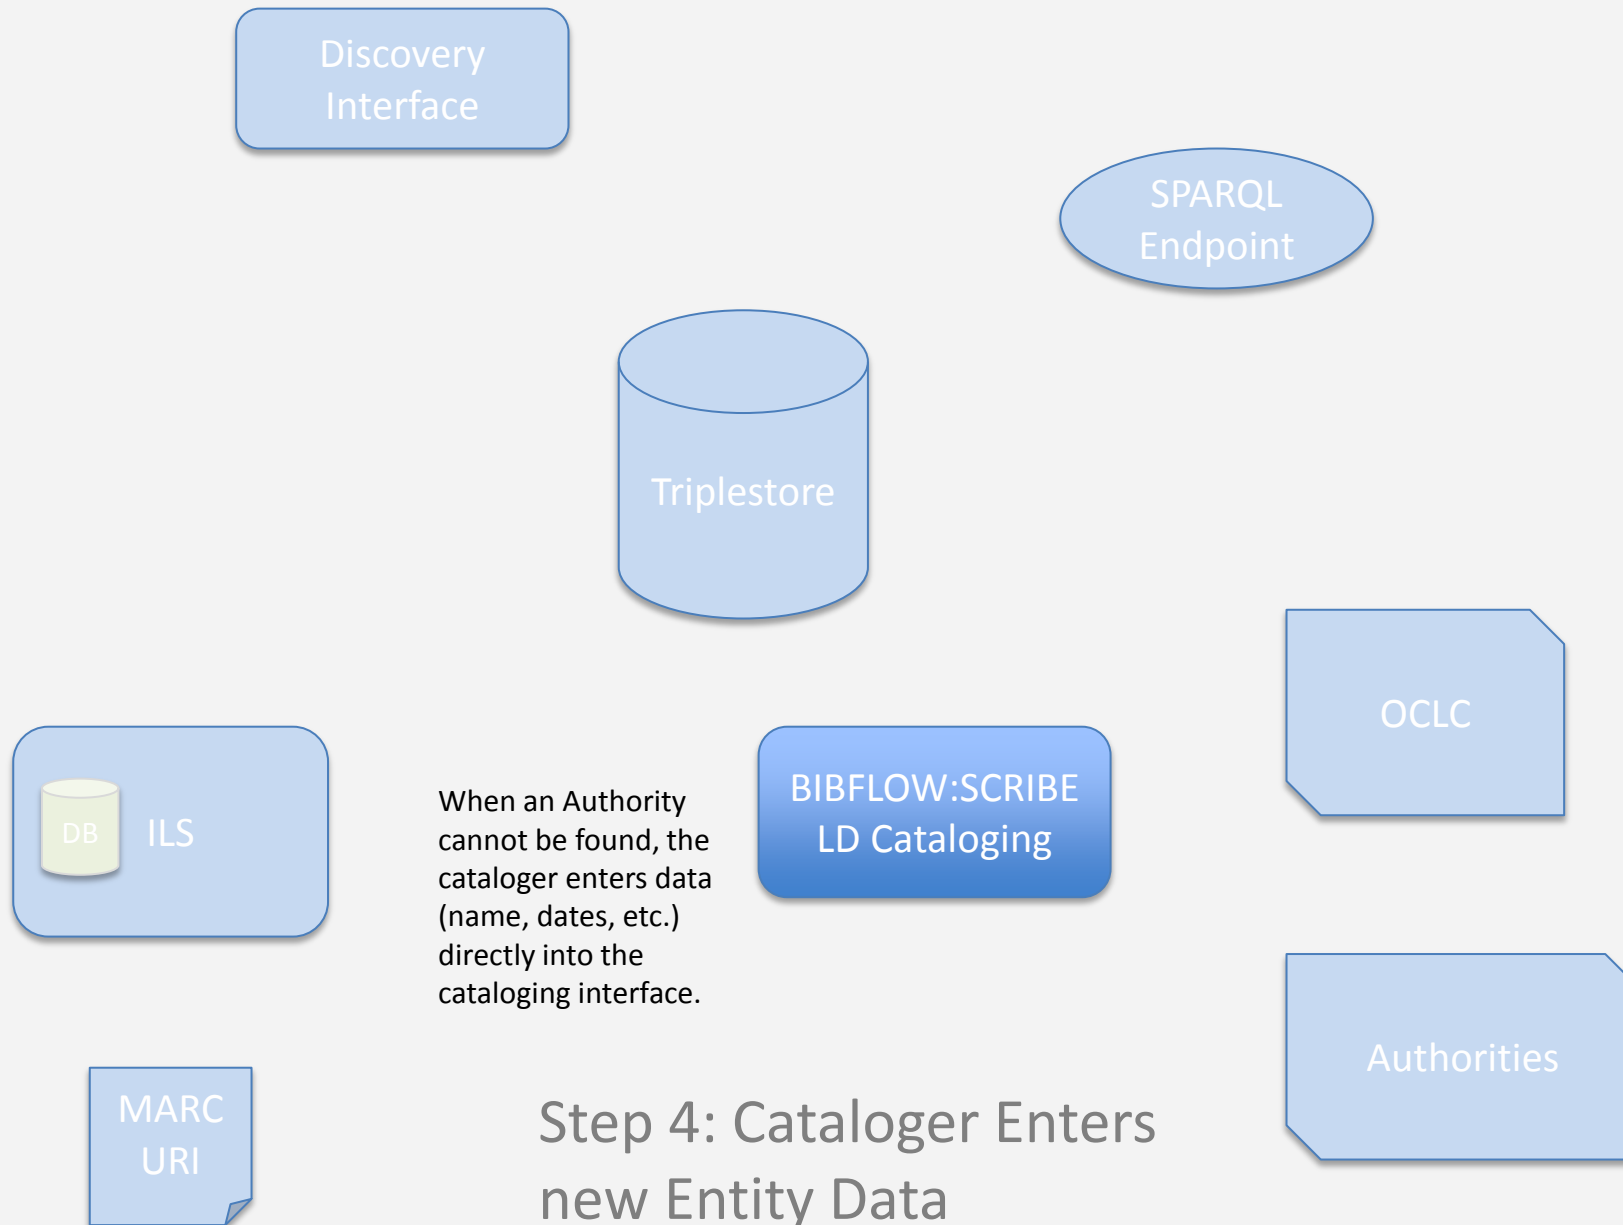 Discovery
Interface
SPARQL
Endpoint
Triplestore
OCLC
DB
ILS
When an Authority
cannot be found, the
cataloger enters data
(name, dates, etc.)
directly into the
cataloging interface.
BIBFLOW:SCRIBE
LD Cataloging
Authorities
MARC
URI
Step 4: Cataloger Enters
new Entity Data